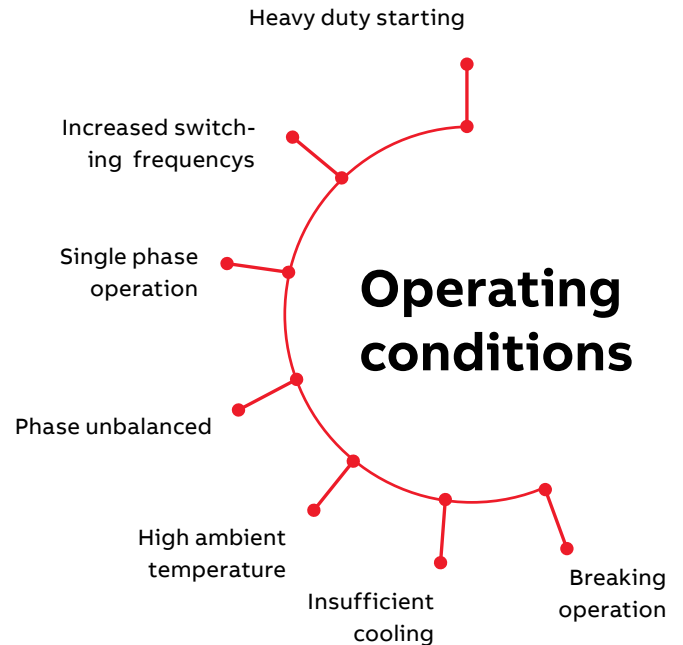 Heavy duty starting
Increased switch-
ing frequencys
Single phase
operation
Operating
conditions
Phase unbalanced
High ambient
temperature
Insufficient
cooling
Breaking
operation